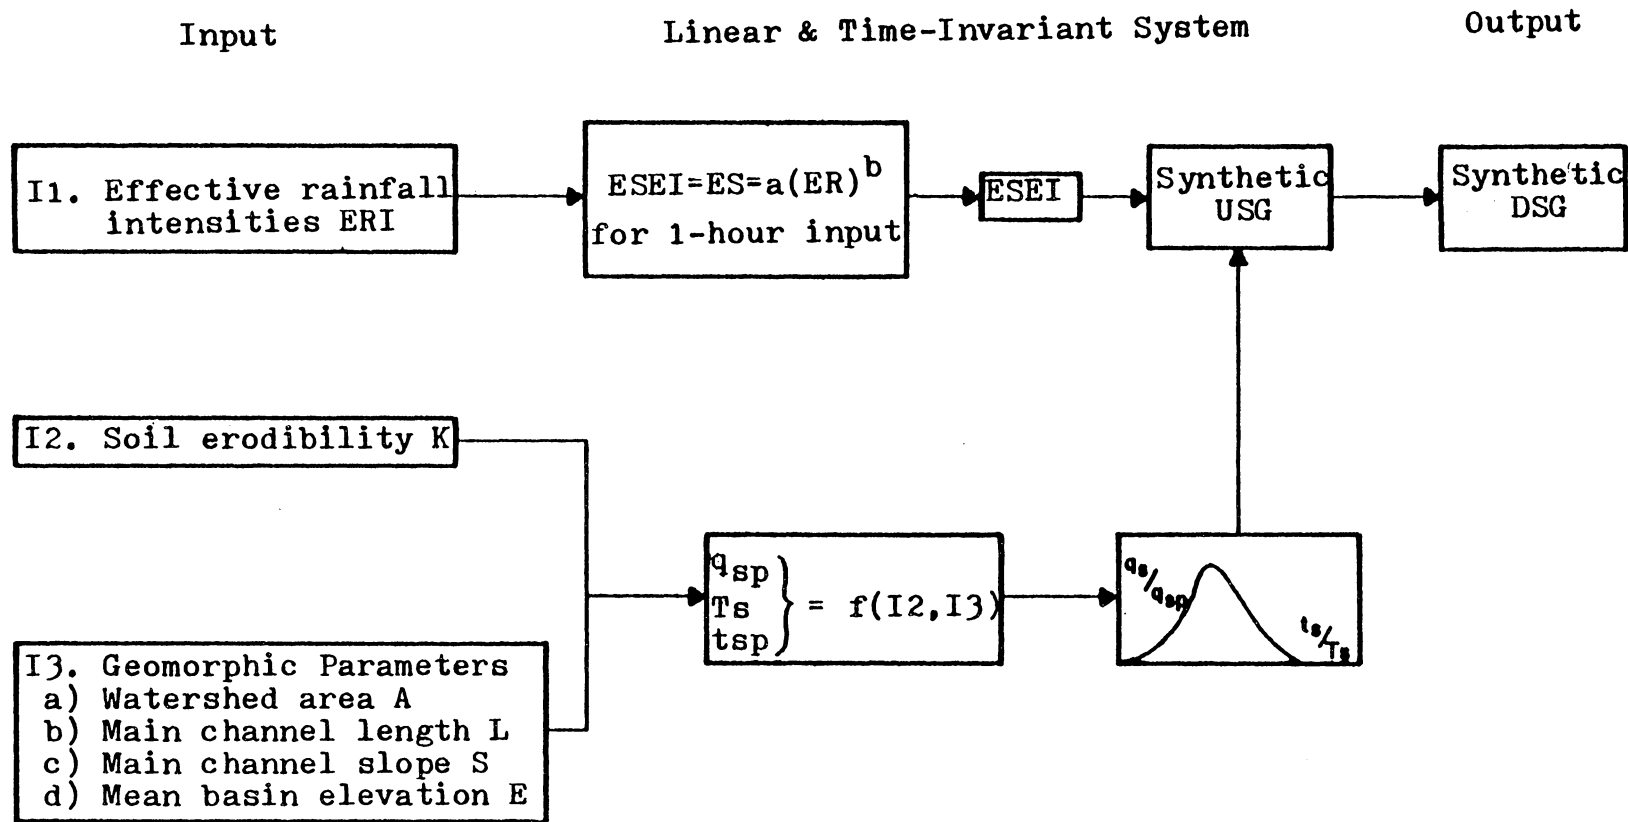 Input
Linear & Time-Invariant System
Output
I1. Effective rainfall
intensities ERI
ESEI=ES=a(ER)^b
for 1-hour input
ESEI
Synthetic
USG
Synthetic
DSG
I2. Soil erodibility K
I3. Geomorphic Parameters
a) Watershed area A
b) Main channel length L
c) Main channel slope S
d) Mean basin elevation E
qsp
Ts
tsp
} = f(I2,I3)
qs/qsp
ts/Ts